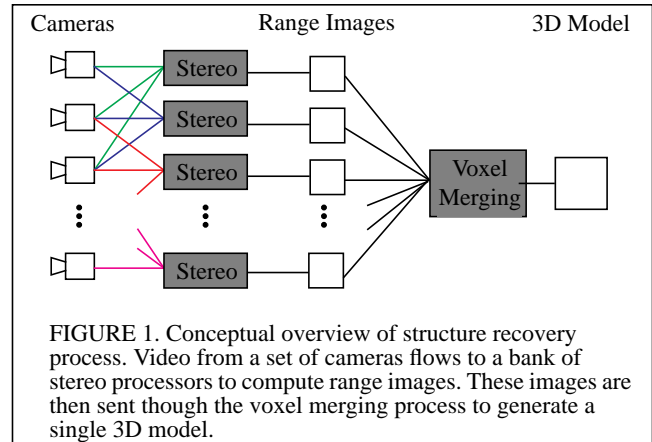 Cameras Range Images 3D Model
Stereo
Stereo
Stereo
Voxel
Merging
Stereo
FIGURE 1. Conceptual overview of structure recovery
process. Video from a set of cameras flows to a bank of
stereo processors to compute range images. These images are
then sent though the voxel merging process to generate a
single 3D model.